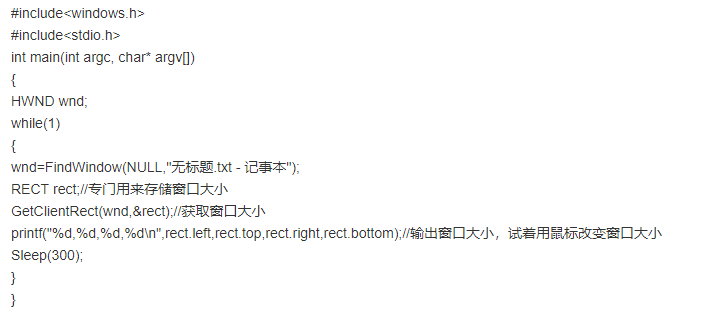 #include<windows.h>
#include<stdio.h>
int main(int argc, char* argv[])
{
HWND wnd;
while(1)
{
wnd=FindWindow(NULL,"无标题.txt - 记事本");
RECT rect;//专门用来存储窗口大小
GetClientRect(wnd,&rect);//获取窗口大小
printf("%d,%d,%d,%d\n",rect.left,rect.top,rect.right,rect.bottom);//输出窗口大小，试着用鼠标改变窗口大小
Sleep(300);
}
}